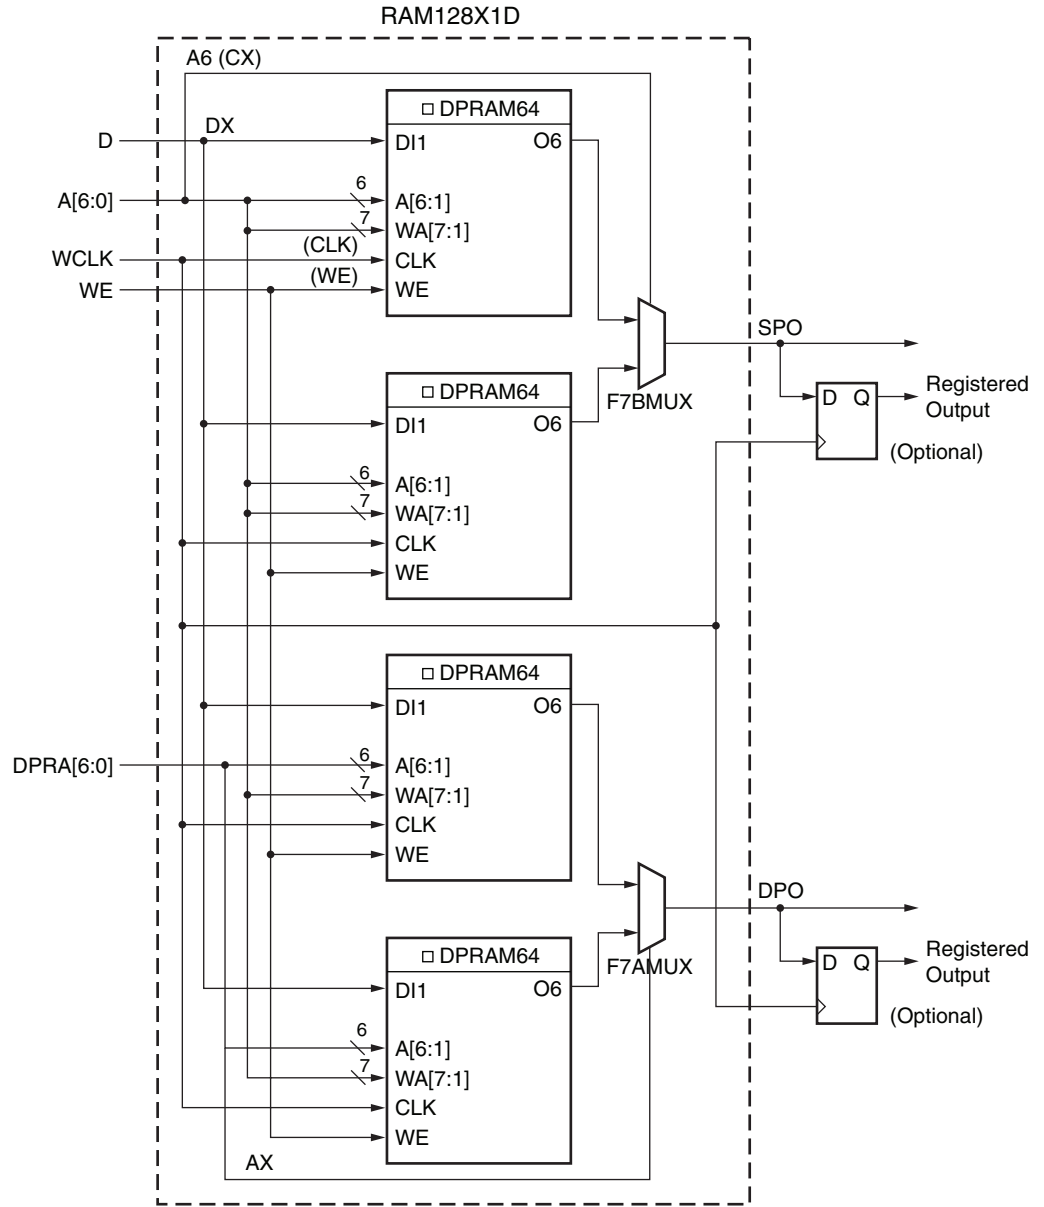 RAM128X1D
A6 (CX)
DPRAM64
D
DX
DI1
O6
A[6:0]
6
A[6:1]
7
WA[7:1]
WCLK
(CLK)
CLK
WE
(WE)
WE
SPO
DPRAM64
F7BMUX
D Q
Registered
Output
(Optional)
DI1
O6
6
A[6:1]
7
WA[7:1]
CLK
WE
DPRAM64
DI1
O6
DPRA[6:0]
6
A[6:1]
7
WA[7:1]
CLK
WE
DPO
DPRAM64
F7AMUX
D Q
Registered
Output
(Optional)
DI1
O6
6
A[6:1]
7
WA[7:1]
CLK
WE
AX